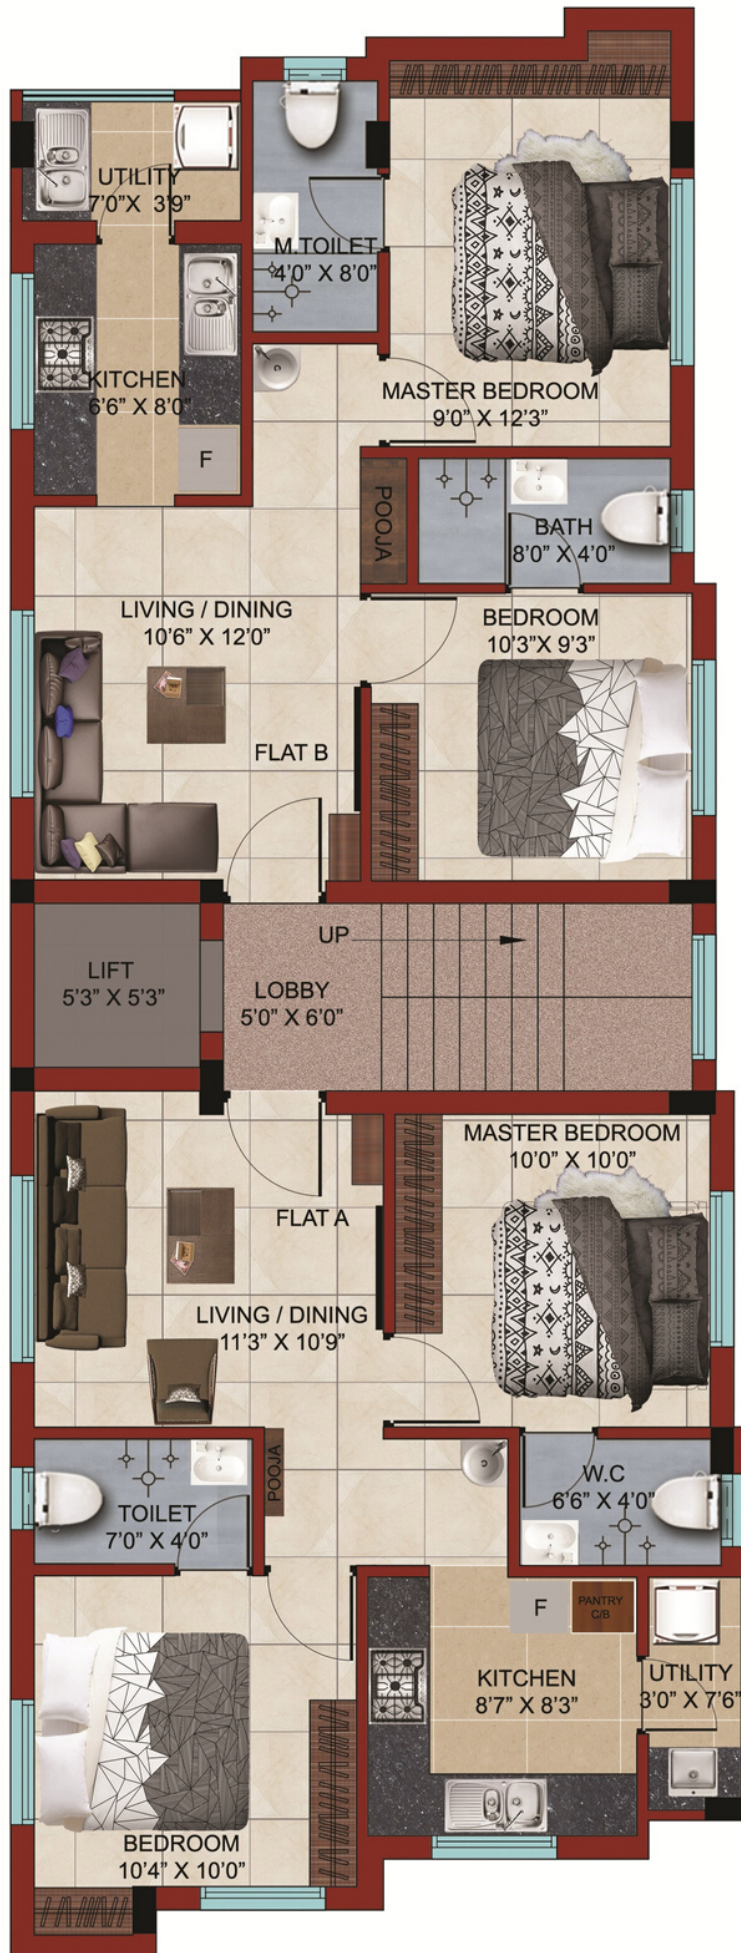 UTILITY
7'0"X 3'9"
M.TOILET
4'0" X 8'0"
KITCHEN
6'6" X 8'0"
F
MASTER BEDROOM
9'0" X 12'3"
POOJA
BATH
8'0" X 4'0"
LIVING / DINING
10'6" X 12'0"
BEDROOM
10'3"X 9'3"
FLAT B
UP
LIFT
5'3" X 5'3"
LOBBY
5'0" X 6'0"
MASTER BEDROOM
10'0" X 10'0"
FLAT A
LIVING / DINING
11'3" X 10'9"
POOJA
TOILET
7'0" X 4'0"
W.C
6'6" X 4'0"
F
PANTRY
C/B
KITCHEN
8'7" X 8'3"
UTILITY
3'0" X 7'6"
BEDROOM
10'4" X 10'0"